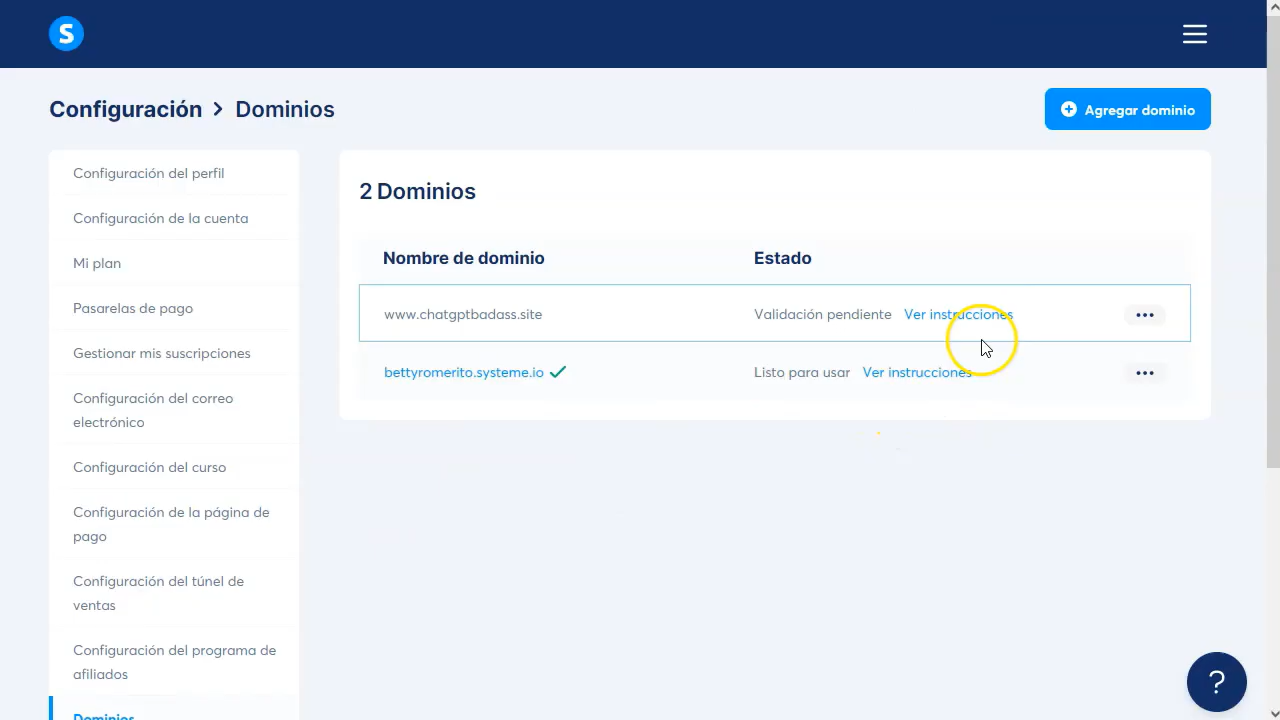 S
Configuración > Dominios
Agregar dominio
Configuración del perfil
Configuración de la cuenta
Mi plan
Pasarelas de pago
Gestionar mis suscripciones
Configuración del correo
electrónico
Configuración del curso
Configuración de la página de
pago
Configuración del túnel de
ventas
Configuración del programa de
afiliados
Dominios
2 Dominios
Nombre de dominio Estado
www.chatgptbadass.site Validación pendiente Ver instrucciones
bettyromerito.systeme.io Listo para usar Ver instrucciones
?